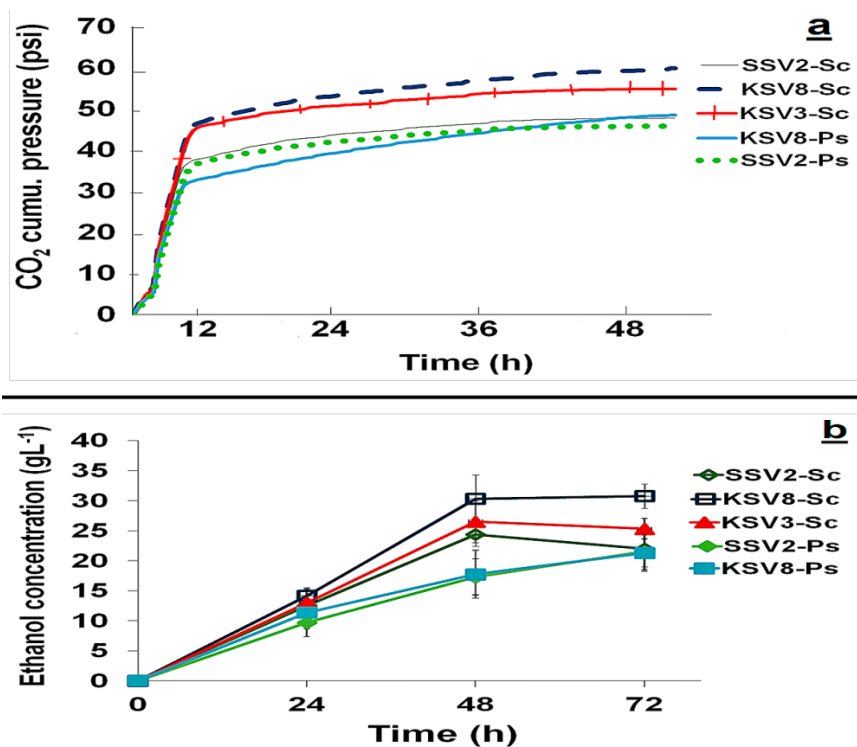 a
CO₂ cumu. pressure (psi)
70
60
50
40
30
20
10
0
12
24
36
48
Time (h)
SSV2-Sc
KSV8-Sc
KSV3-Sc
KSV8-Ps
SSV2-Ps
b
Ethanol concentration (gL⁻¹)
40
35
30
25
20
15
10
5
0
0
24
48
72
Time (h)
SSV2-Sc
KSV8-Sc
KSV3-Sc
SSV2-Ps
KSV8-Ps